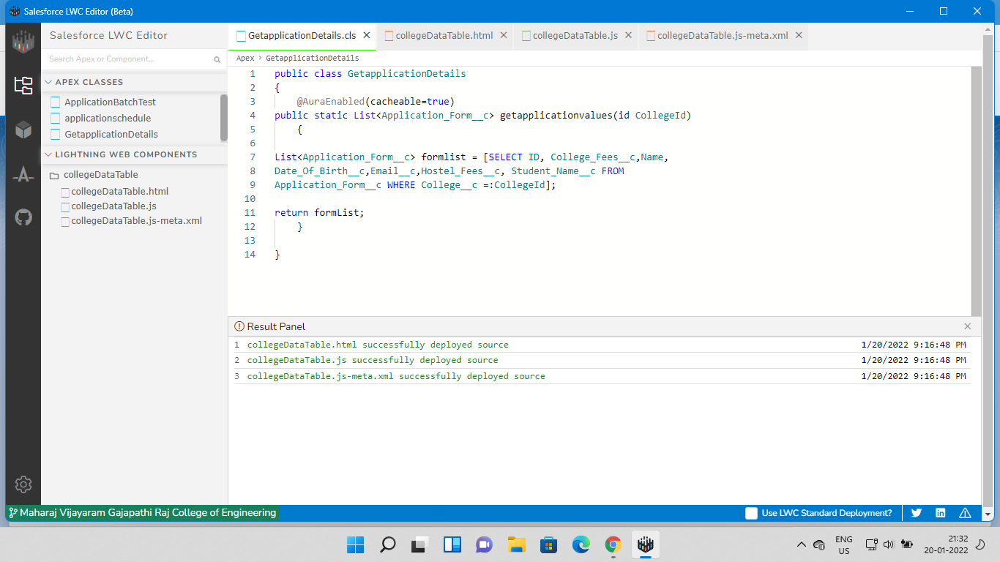 Salesforce LWC Editor (Beta)
Salesforce LWC Editor
Search Apex or Component...
APEX CLASSES
ApplicationBatchTest
applicationschedule
GetapplicationDetails
LIGHTNING WEB COMPONENTS
collegeDataTable
collegeDataTable.html
collegeDataTable.js
collegeDataTable.js-meta.xml
GetapplicationDetails.cls
collegeDataTable.html
collegeDataTable.js
collegeDataTable.js-meta.xml
Apex > GetapplicationDetails
1 public class GetapplicationDetails
2 {
3 @AuraEnabled(cacheable=true)
4 public static List<Application_Form__c> getapplicationvalues(id CollegeId)
5 {
6
7 List<Application_Form__c> formlist = [SELECT ID, College_Fees__c,Name,
8 Date_Of_Birth__c,Email__c,Hostel_Fees__c, Student_Name__c FROM
9 Application_Form__c WHERE College__c =:CollegeId];
10
11 return formList;
12 }
13
14 }
Result Panel
1 collegeDataTable.html successfully deployed source 1/20/2022 9:16:48 PM
2 collegeDataTable.js successfully deployed source 1/20/2022 9:16:48 PM
3 collegeDataTable.js-meta.xml successfully deployed source 1/20/2022 9:16:48 PM
Maharaj Vijayaram Gajapathi Raj College of Engineering
Use LWC Standard Deployment?
ENG
US
21:32
20-01-2022